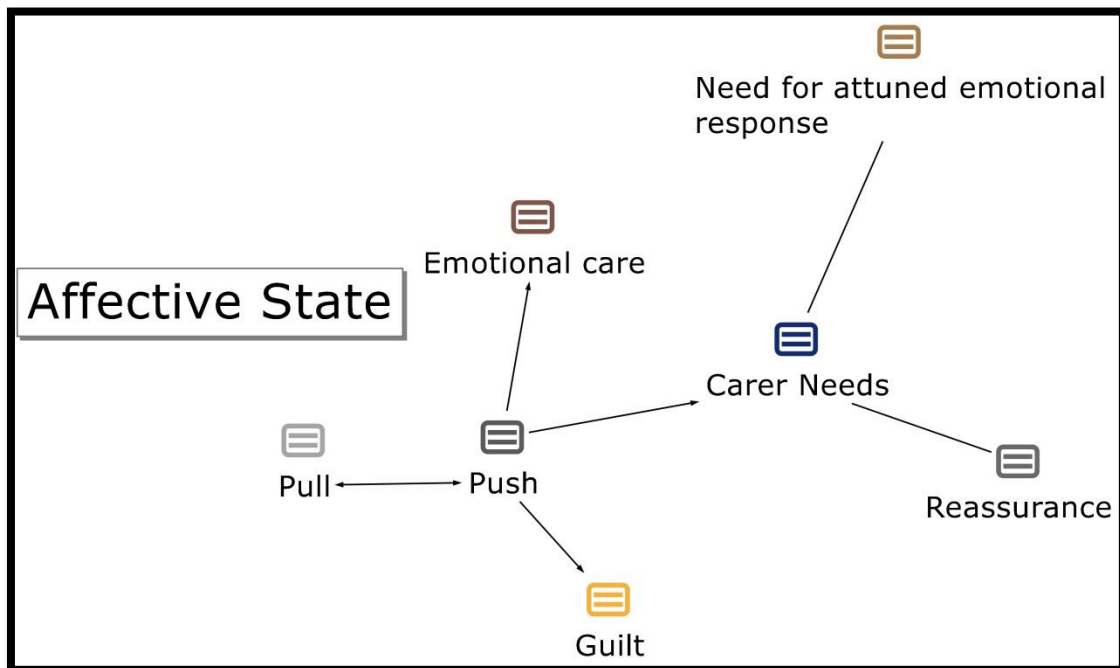 Need for attuned emotional
response
Emotional care
Affective State
Carer Needs
Pull
Push
Reassurance
Guilt